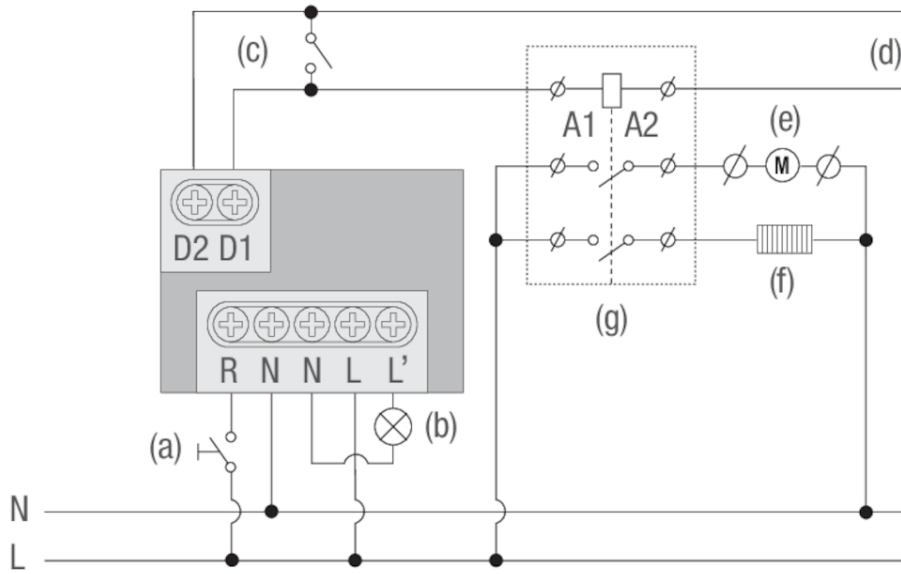 (c)
(d)
A1 A2
(e)
M
D2 D1
(f)
(g)
R N N L L’
(a)
(b)
N
L